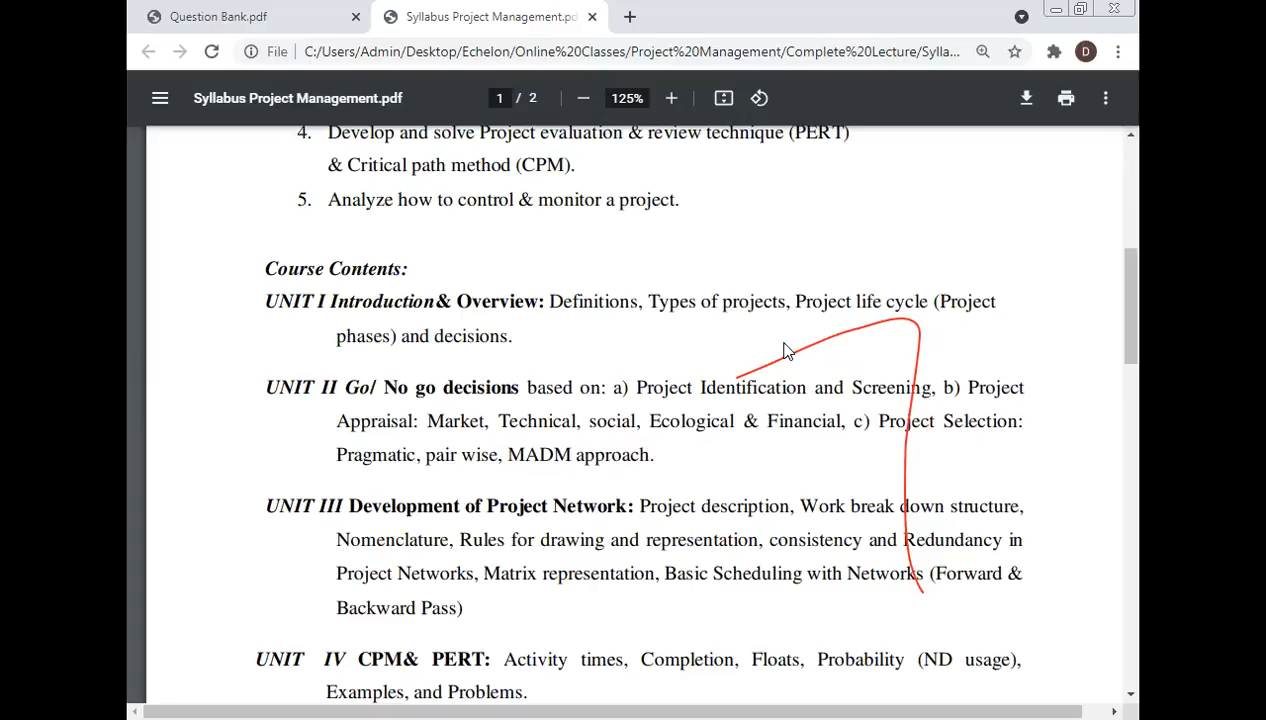 Question Bank.pdf
Syllabus Project Management.pd
File C:/Users/Admin/Desktop/Echelon/Online%20Classes/Project%20Management/Complete%20Lecture/Sylla...
D
Syllabus Project Management.pdf
1 / 2
125%
4. Develop and solve Project evaluation & review technique (PERT)
& Critical path method (CPM).
5. Analyze how to control & monitor a project.
Course Contents:
UNIT I Introduction& Overview: Definitions, Types of projects, Project life cycle (Project
phases) and decisions.
UNIT II Go/ No go decisions based on: a) Project Identification and Screening, b) Project
Appraisal: Market, Technical, social, Ecological & Financial, c) Project Selection:
Pragmatic, pair wise, MADM approach.
UNIT III Development of Project Network: Project description, Work break down structure,
Nomenclature, Rules for drawing and representation, consistency and Redundancy in
Project Networks, Matrix representation, Basic Scheduling with Networks (Forward &
Backward Pass)
UNIT IV CPM& PERT: Activity times, Completion, Floats, Probability (ND usage),
Examples, and Problems.